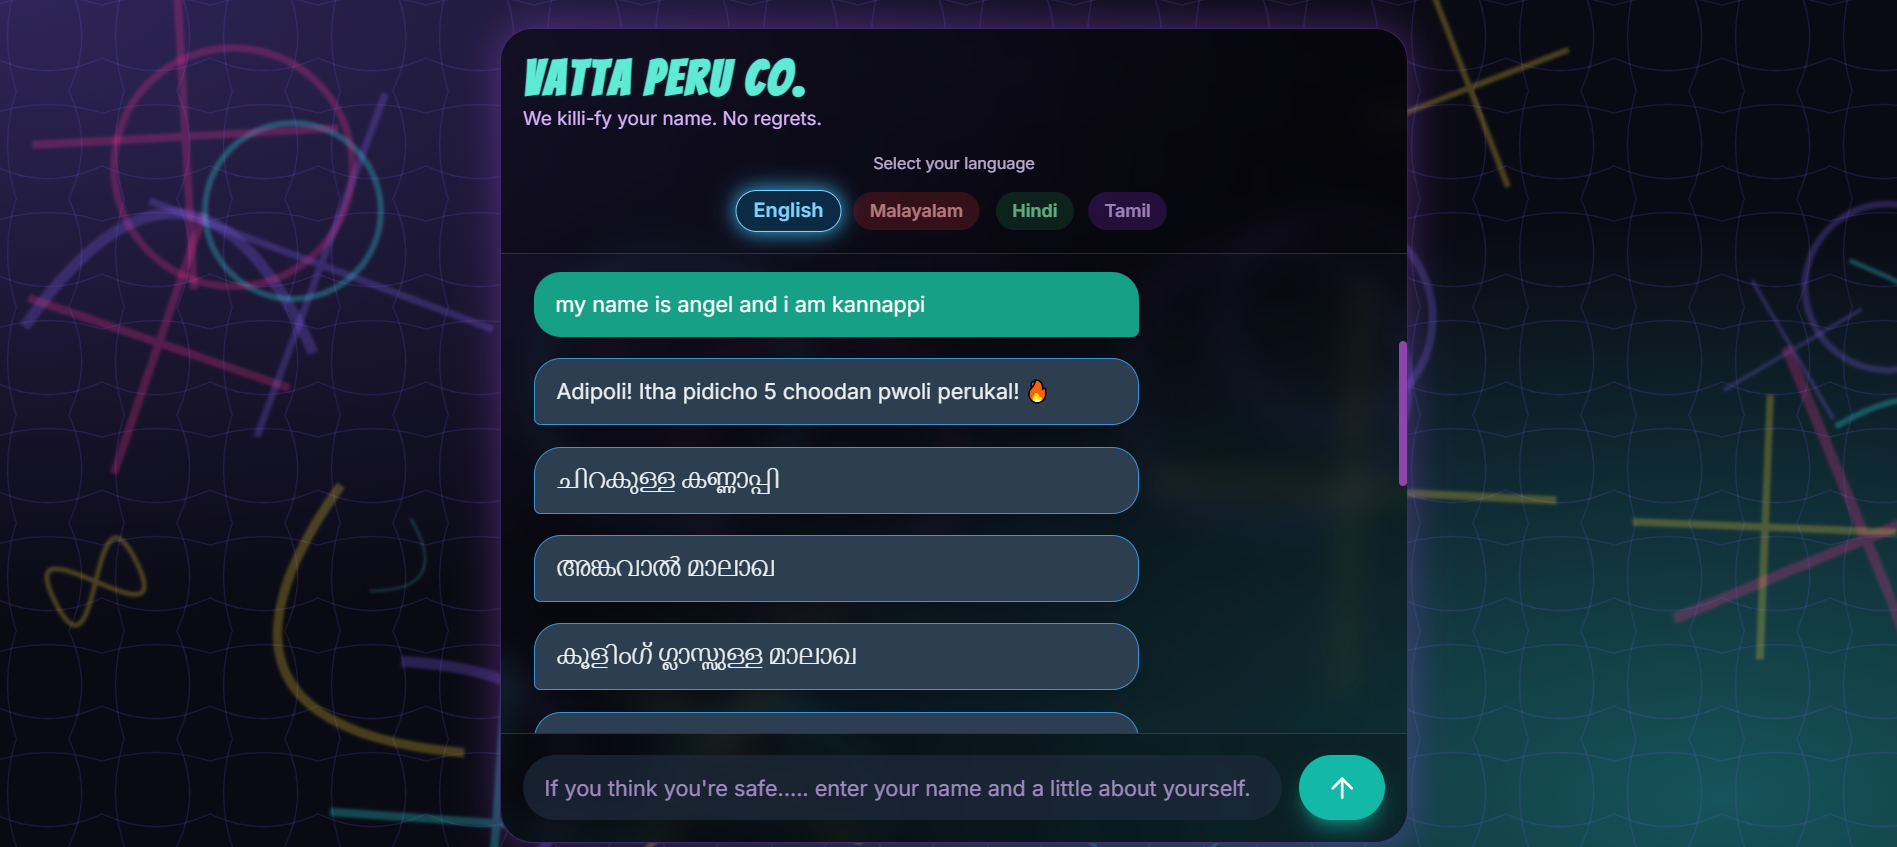 VATTA PERU CO.
We killi-fy your name. No regrets.
Select your language
English Malayalam Hindi Tamil
my name is angel and i am kannappi
Adipoli! Itha pidicho 5 choodan pwoli perukal! 🔥
ചിറകുള്ള കണ്ണാപ്പി
അങ്കവാൽ മാലാഖ
കൂളിംഗ് ഗ്ലാസ്സുള്ള മാലാഖ
If you think you're safe..... enter your name and a little about yourself.